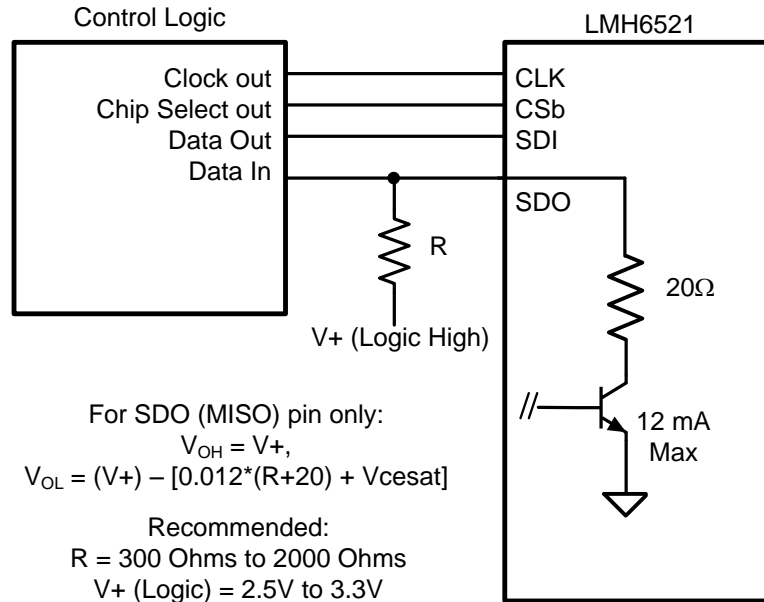 Control Logic
LMH6521
Clock out
Chip Select out
Data Out
Data In
CLK
CSb
SDI
SDO
R
20Ω
V+ (Logic High)
12 mA
Max
For SDO (MISO) pin only:
VOH = V+,
VOL = (V+) – [0.012*(R+20) + Vcesat]
Recommended:
R = 300 Ohms to 2000 Ohms
V+ (Logic) = 2.5V to 3.3V